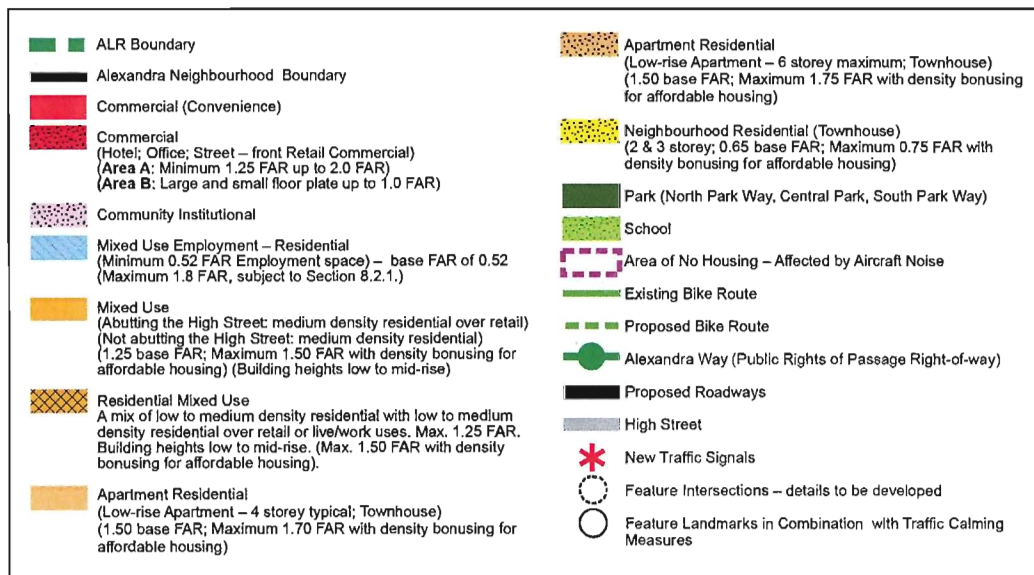 ALR Boundary
Alexandra Neighbourhood Boundary
Commercial (Convenience)
Commercial
(Hotel; Office; Street – front Retail Commercial)
(Area A: Minimum 1.25 FAR up to 2.0 FAR)
(Area B: Large and small floor plate up to 1.0 FAR)
Community Institutional
Mixed Use Employment – Residential
(Minimum 0.52 FAR Employment space) – base FAR of 0.52
(Maximum 1.8 FAR, subject to Section 8.2.1.)
Mixed Use
(Abutting the High Street: medium density residential over retail)
(Not abutting the High Street: medium density residential)
(1.25 base FAR; Maximum 1.50 FAR with density bonusing for
affordable housing) (Building heights low to mid-rise)
Residential Mixed Use
A mix of low to medium density residential with low to medium
density residential over retail or live/work uses. Max. 1.25 FAR.
Building heights low to mid-rise. (Max. 1.50 FAR with density
bonusing for affordable housing).
Apartment Residential
(Low-rise Apartment – 4 storey typical; Townhouse)
(1.50 base FAR; Maximum 1.70 FAR with density bonusing for
affordable housing)
Apartment Residential
(Low-rise Apartment – 6 storey maximum; Townhouse)
(1.50 base FAR; Maximum 1.75 FAR with density bonusing
for affordable housing)
Neighbourhood Residential (Townhouse)
(2 & 3 storey; 0.65 base FAR; Maximum 0.75 FAR with
density bonusing for affordable housing)
Park (North Park Way, Central Park, South Park Way)
School
Area of No Housing – Affected by Aircraft Noise
Existing Bike Route
Proposed Bike Route
Alexandra Way (Public Rights of Passage Right-of-way)
Proposed Roadways
High Street
New Traffic Signals
Feature Intersections – details to be developed
Feature Landmarks in Combination with Traffic Calming
Measures